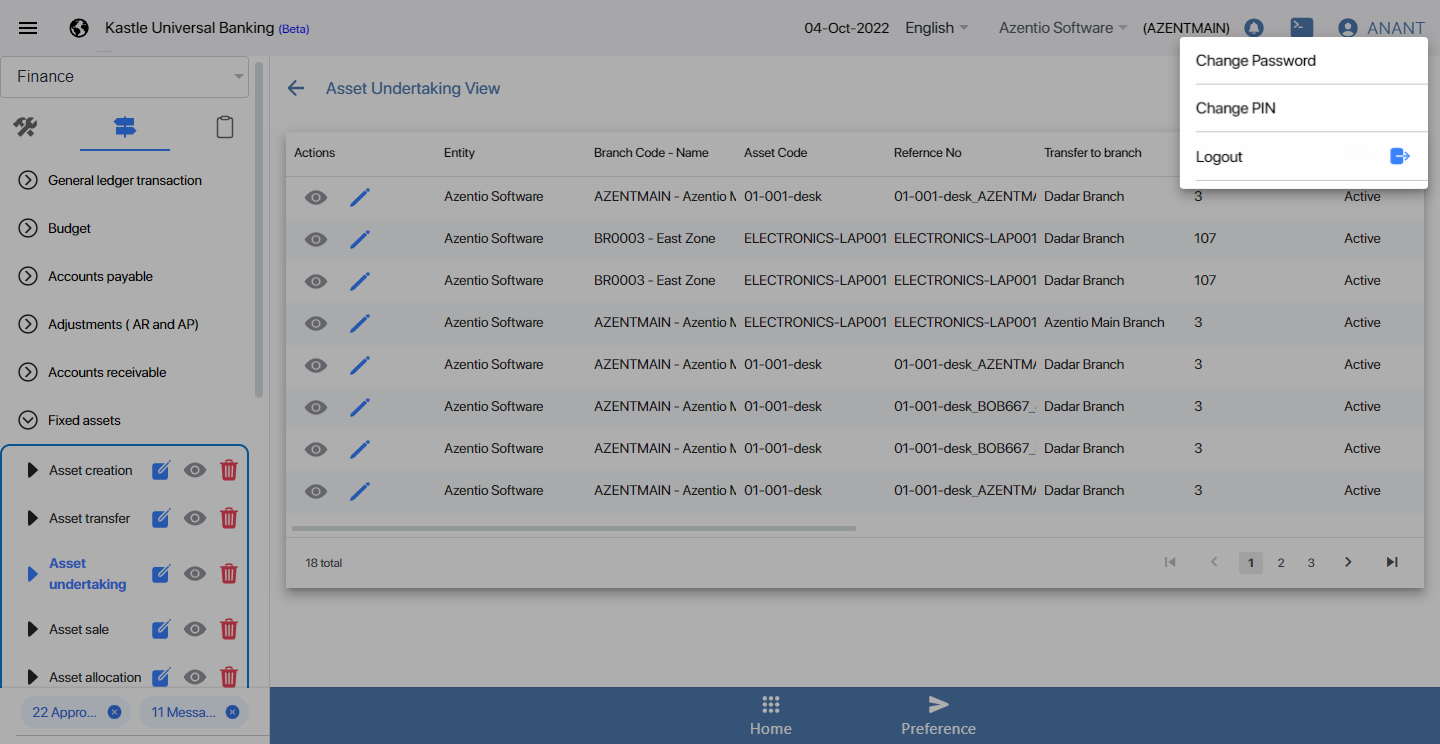 Kastle Universal Banking (Beta)
04-Oct-2022 English Azentio Software (AZENTMAIN) ANANT
Change Password
Change PIN
Logout
Finance
General ledger transaction
Budget
Accounts payable
Adjustments ( AR and AP)
Accounts receivable
Fixed assets
Asset creation
Asset transfer
Asset
undertaking
Asset sale
Asset allocation
22 Appro...
11 Messa...
Asset Undertaking View
Actions Entity Branch Code - Name Asset Code Refernce No Transfer to branch
Azentio Software AZENTMAIN - Azentio M 01-001-desk 01-001-desk_AZENTMA Dadar Branch 3 Active
Azentio Software BR0003 - East Zone ELECTRONICS-LAP001 ELECTRONICS-LAP001 Dadar Branch 107 Active
Azentio Software BR0003 - East Zone ELECTRONICS-LAP001 ELECTRONICS-LAP001 Dadar Branch 107 Active
Azentio Software AZENTMAIN - Azentio M ELECTRONICS-LAP001 ELECTRONICS-LAP001 Azentio Main Branch 3 Active
Azentio Software AZENTMAIN - Azentio M 01-001-desk 01-001-desk_AZENTMA Dadar Branch 3 Active
Azentio Software AZENTMAIN - Azentio M 01-001-desk 01-001-desk_BOB667_ Dadar Branch 3 Active
Azentio Software AZENTMAIN - Azentio M 01-001-desk 01-001-desk_BOB667_ Dadar Branch 3 Active
Azentio Software AZENTMAIN - Azentio M 01-001-desk 01-001-desk_AZENTMA Dadar Branch 3 Active
18 total
1 2 3
Home
Preference